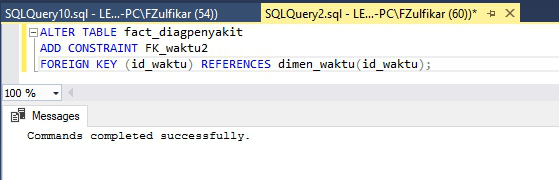 SQLQuery10.sql - LE...-PC\FZulfikar (54))
SQLQuery2.sql - LE...-PC\FZulfikar (60))*
ALTER TABLE fact_diagpenyakit
ADD CONSTRAINT FK_waktu2
FOREIGN KEY (id_waktu) REFERENCES dimen_waktu(id_waktu);
100 %
Messages
Commands completed successfully.